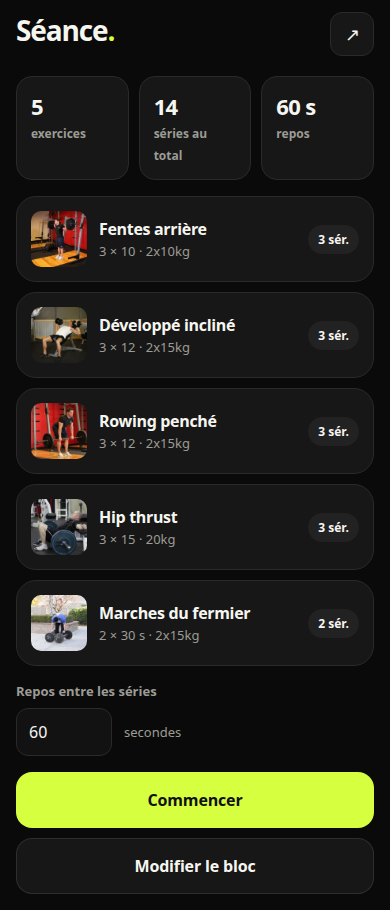 Séance.
↗
5
exercices
14
séries au
total
60 s
repos
Fentes arrière
3 × 10 · 2x10kg
3 sér.
Développé incliné
3 × 12 · 2x15kg
3 sér.
Rowing penché
3 × 12 · 2x15kg
3 sér.
Hip thrust
3 × 15 · 20kg
3 sér.
Marches du fermier
2 × 30 s · 2x15kg
2 sér.
Repos entre les séries
60 secondes
Commencer
Modifier le bloc